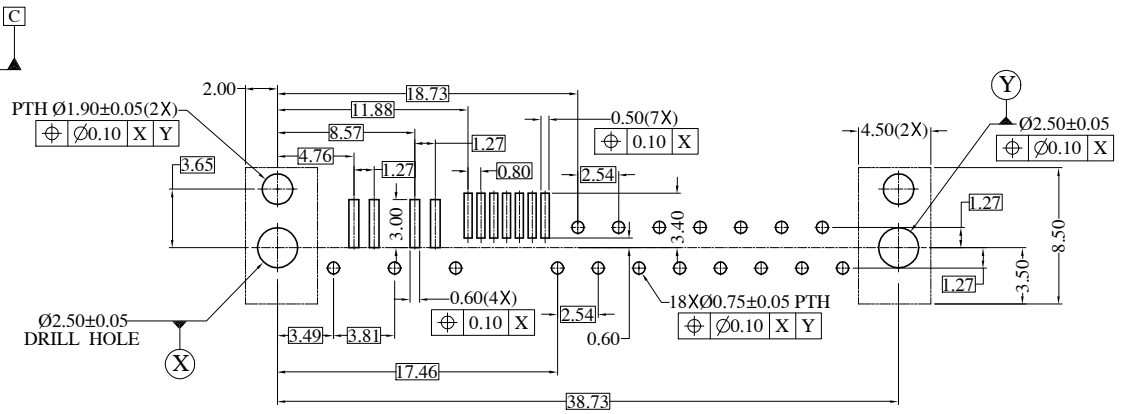 C
2.00
18.73
Y
PTH Ø1.90±0.05(2X)
⌖ Ø0.10 X Y
11.88
0.50(7X)
⌖ 0.10 X
4.50(2X)
Ø2.50±0.05
⌖ Ø0.10 X
8.57
1.27
4.76
3.65
1.27
0.80
2.54
3.00
3.40
1.27
8.50
1.27
3.50
0.60(4X)
⌖ 0.10 X
18XØ0.75±0.05 PTH
⌖ Ø0.10 X Y
Ø2.50±0.05
DRILL HOLE
X
3.49
3.81
2.54
0.60
17.46
38.73